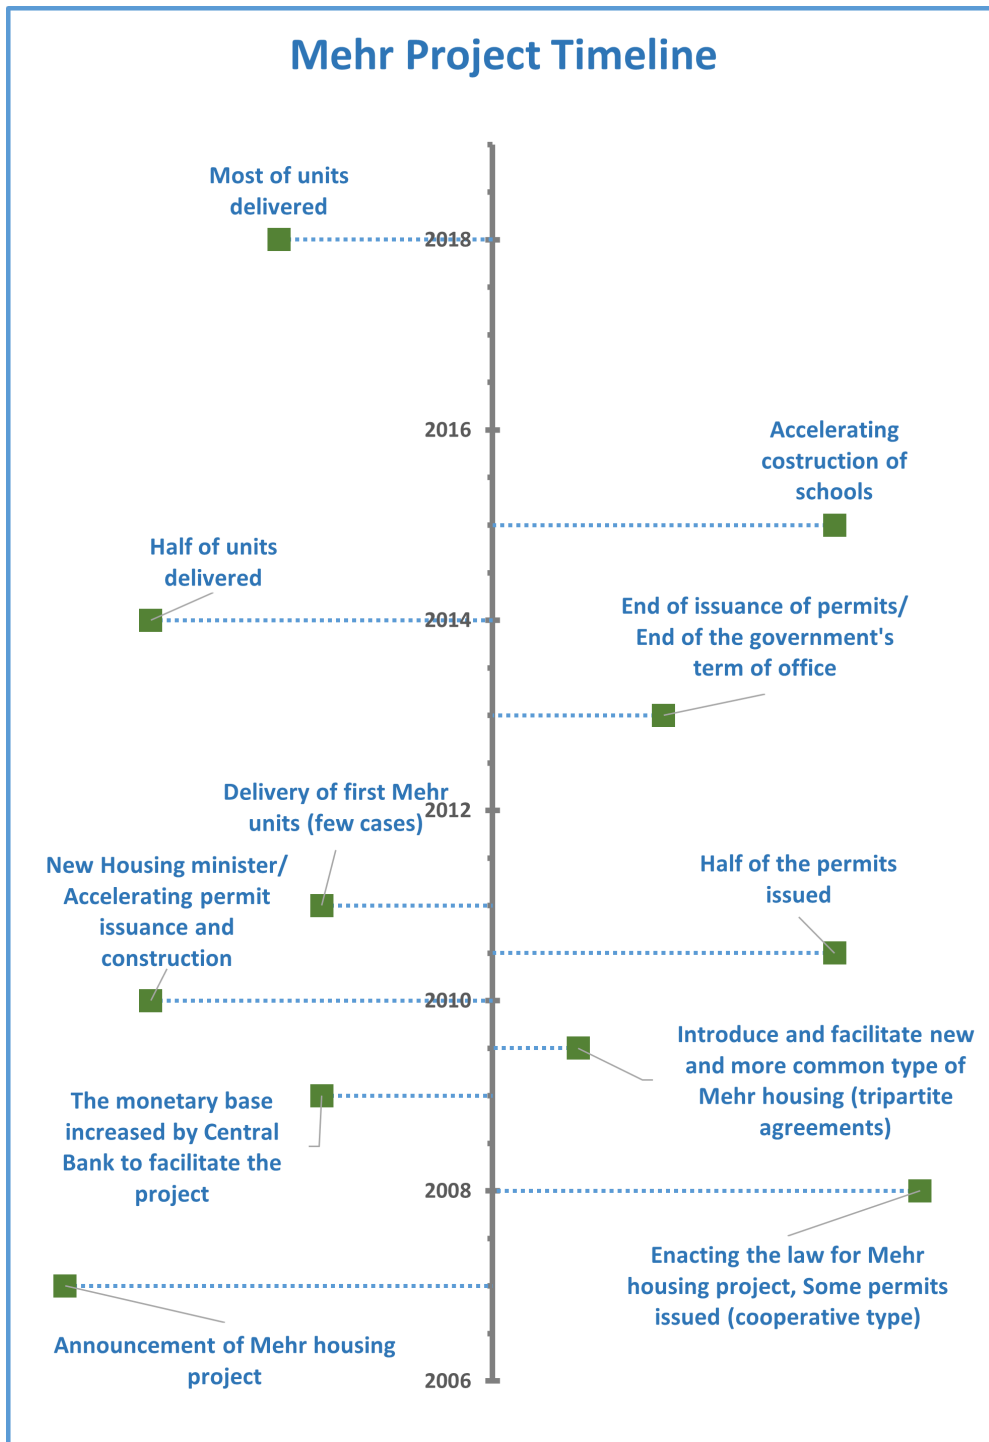 Mehr Project Timeline
Most of units
delivered
2018
2016
Accelerating
costruction of
schools
Half of units
delivered
2014
End of issuance of permits/
End of the government's
term of office
Delivery of first Mehr
units (few cases)
2012
New Housing minister/
Accelerating permit
issuance and
construction
Half of the permits
issued
2010
Introduce and facilitate new
and more common type of
Mehr housing (tripartite
agreements)
The monetary base
increased by Central
Bank to facilitate the
project
2008
Enacting the law for Mehr
housing project, Some permits
issued (cooperative type)
Announcement of Mehr housing
project
2006